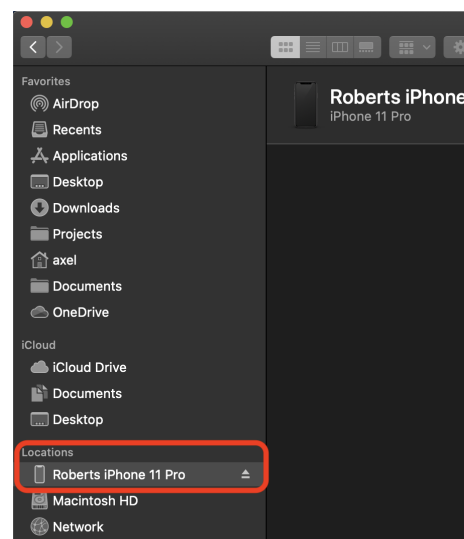 Favorites
AirDrop
Recents
Applications
Desktop
Downloads
Projects
axel
Documents
OneDrive
iCloud
iCloud Drive
Documents
Desktop
Locations
Roberts iPhone 11 Pro
Macintosh HD
Network
Roberts iPhone
iPhone 11 Pro